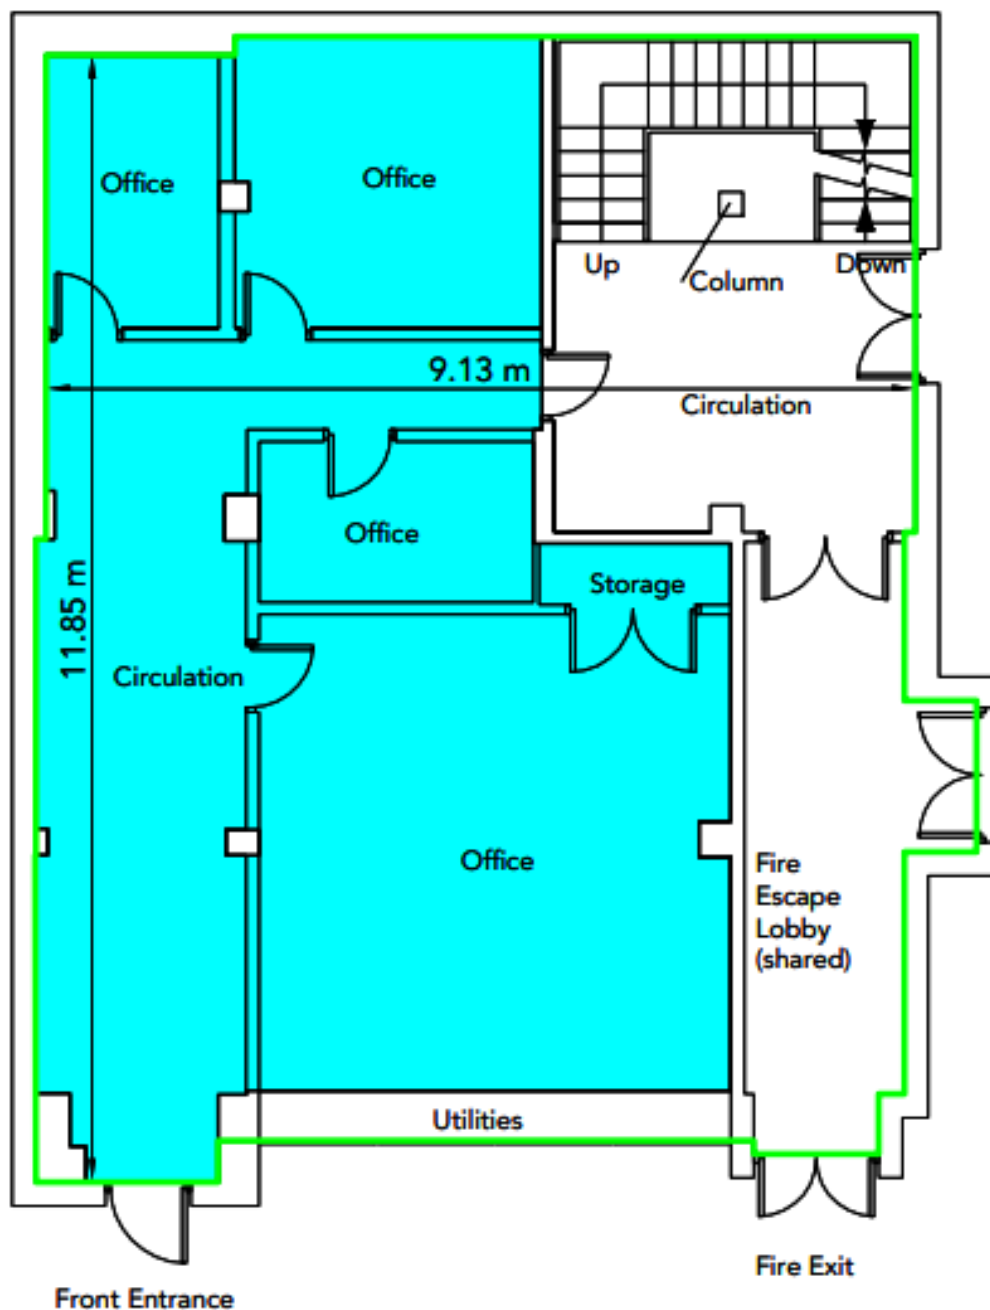 Office
Office
Up
Down
Column
9.13 m
Circulation
Office
Storage
11.85 m
Circulation
Office
Fire
Escape
Lobby
(shared)
Utilities
Fire Exit
Front Entrance